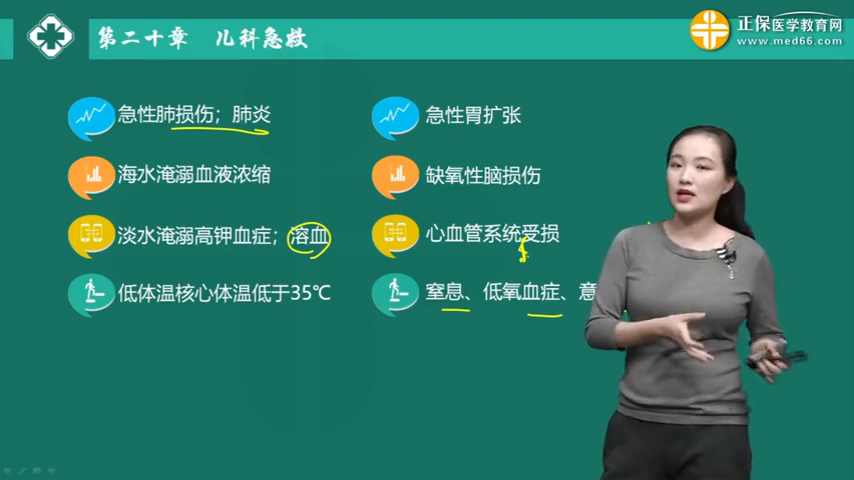 第二十章 儿科急救
正保医学教育网
www.med66.com
急性肺损伤；肺炎
急性胃扩张
海水淹溺血液浓缩
缺氧性脑损伤
淡水淹溺高钾血症；溶血
心血管系统受损
低体温核心体温低于35℃
窒息、低氧血症、意